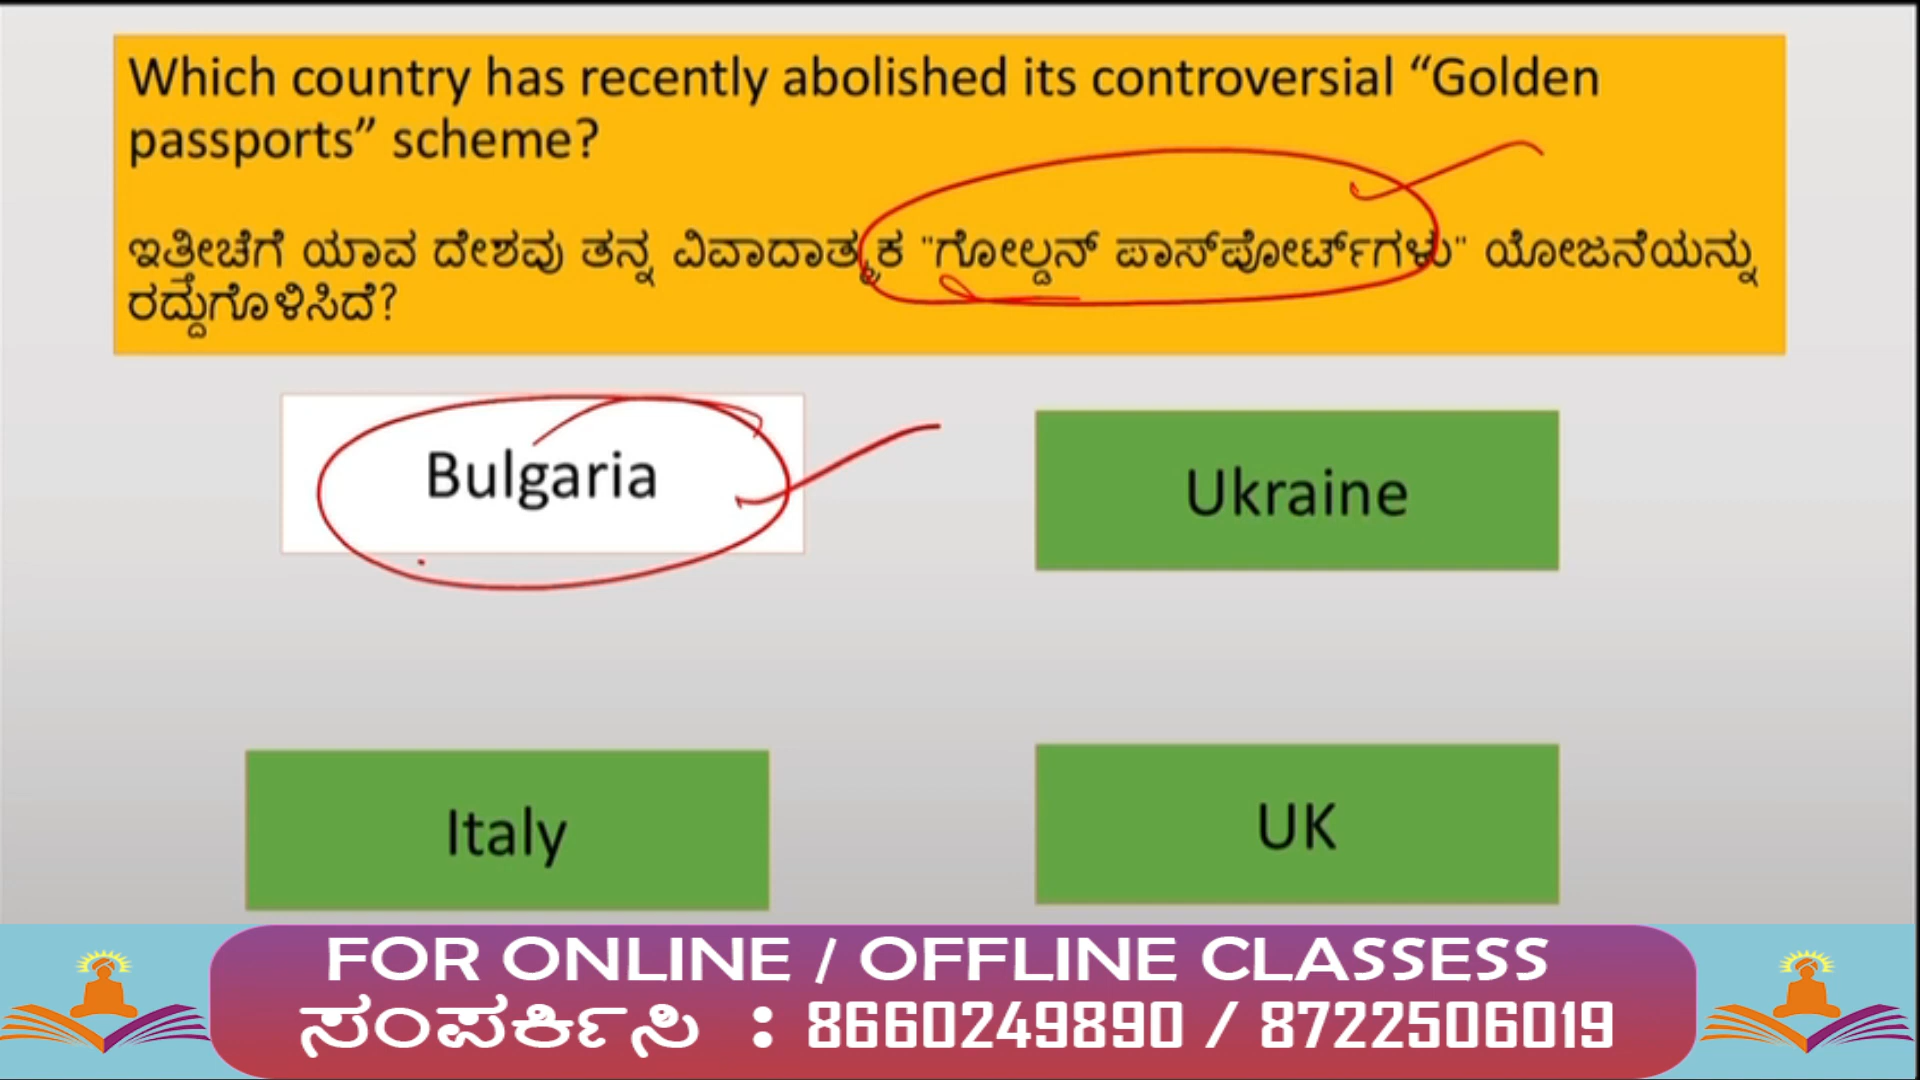 Which country has recently abolished its controversial “Golden
passports” scheme?
ಇತ್ತೀಚೆಗೆ ಯಾವ ದೇಶವು ತನ್ನ ವಿವಾದಾತ್ಮಕ "ಗೋಲ್ಡನ್ ಪಾಸ್‌ಪೋರ್ಟ್‌ಗಳು" ಯೋಜನೆಯನ್ನು
ರದ್ದುಗೊಳಿಸಿದೆ?
Bulgaria
Ukraine
Italy
UK
FOR ONLINE / OFFLINE CLASSESS
ಸಂಪರ್ಕಿಸಿ : 8660249890 / 8722506019